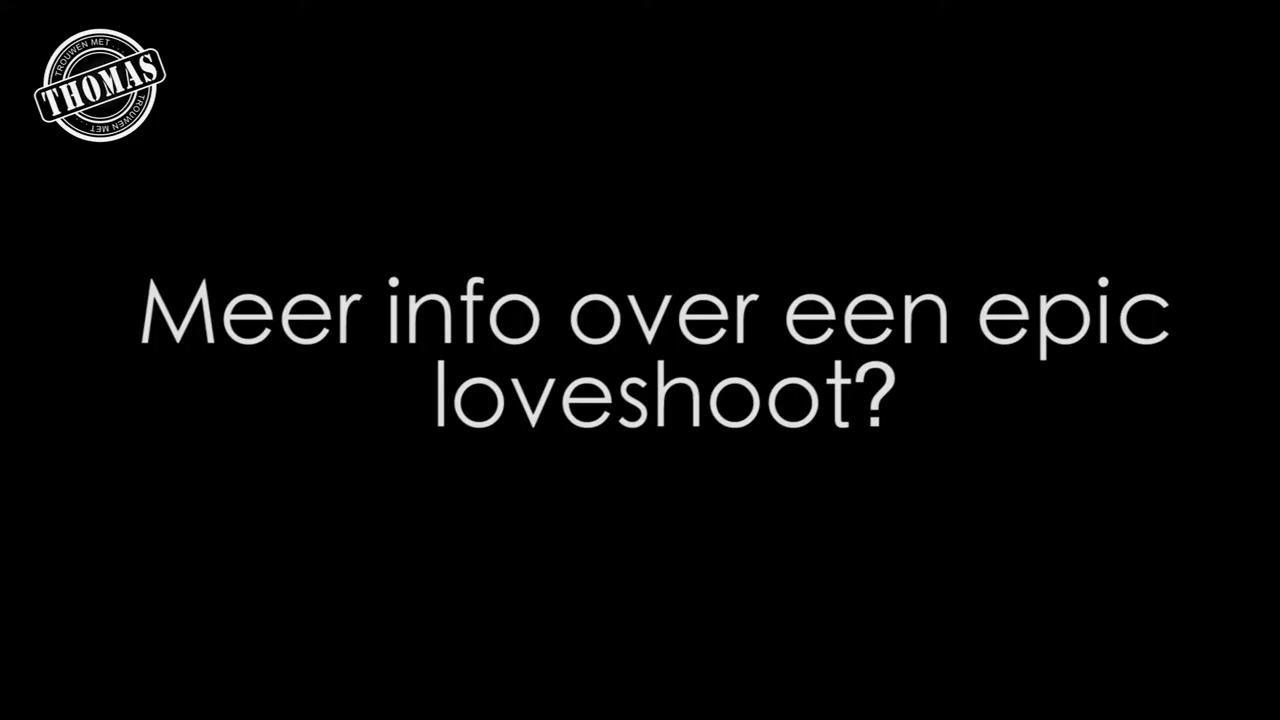 TROUWEN MET . . . .
THOMAS
TROUWEN MET . . . .
Meer info over een epic
loveshoot?